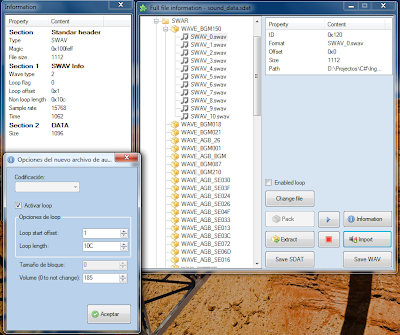 Information
Property Content
Section Standar header
Type SWAV
Magic 0x100feff
File size 1112
Section 1 SWAV Info
Wave type 2
Loop flag 0
Loop offset 0x1
Non loop length 0x10c
Sample rate 15768
Time 1062
Section 2 DATA
Size 1096
Opciones del nuevo archivo de au...
Codificación:
Activar loop
Opciones de loop
Loop start offset: 1
Loop length: 10C
Tamaño de bloque: 0
Volume (0 to not change): 185
Aceptar
Full file information - sound_data.sdat
SWAR
WAVE_BGM150
SWAV_0.swav
SWAV_1.swav
SWAV_2.swav
SWAV_3.swav
SWAV_4.swav
SWAV_5.swav
SWAV_6.swav
SWAV_7.swav
SWAV_8.swav
SWAV_9.swav
SWAV_10.swav
WAVE_BGM018
WAVE_BGM021
WAVE_AGB_26
WAVE_BGM001
WAVE_AGB_BGM
WAVE_BGM087
WAVE_BGM210
WAVE_AGB_SE030
WAVE_AGB_SE03F
WAVE_AGB_SE024
WAVE_AGB_SE026
WAVE_AGB_SE04F
WAVE_AGB_SE033
WAVE_AGB_SE013
WAVE_AGB_SE03C
WAVE_AGB_SE072
WAVE_AGB_SE06D
WAVE_AGB_SE016
Property Content
ID 0x120
Format SWAV_0.swav
Offset 0x0
Size 1112
Path D:\Projectos\C#\Ing...
Enabled loop
Change file
Pack
Information
Extract
Import
Save SDAT
Save WAV